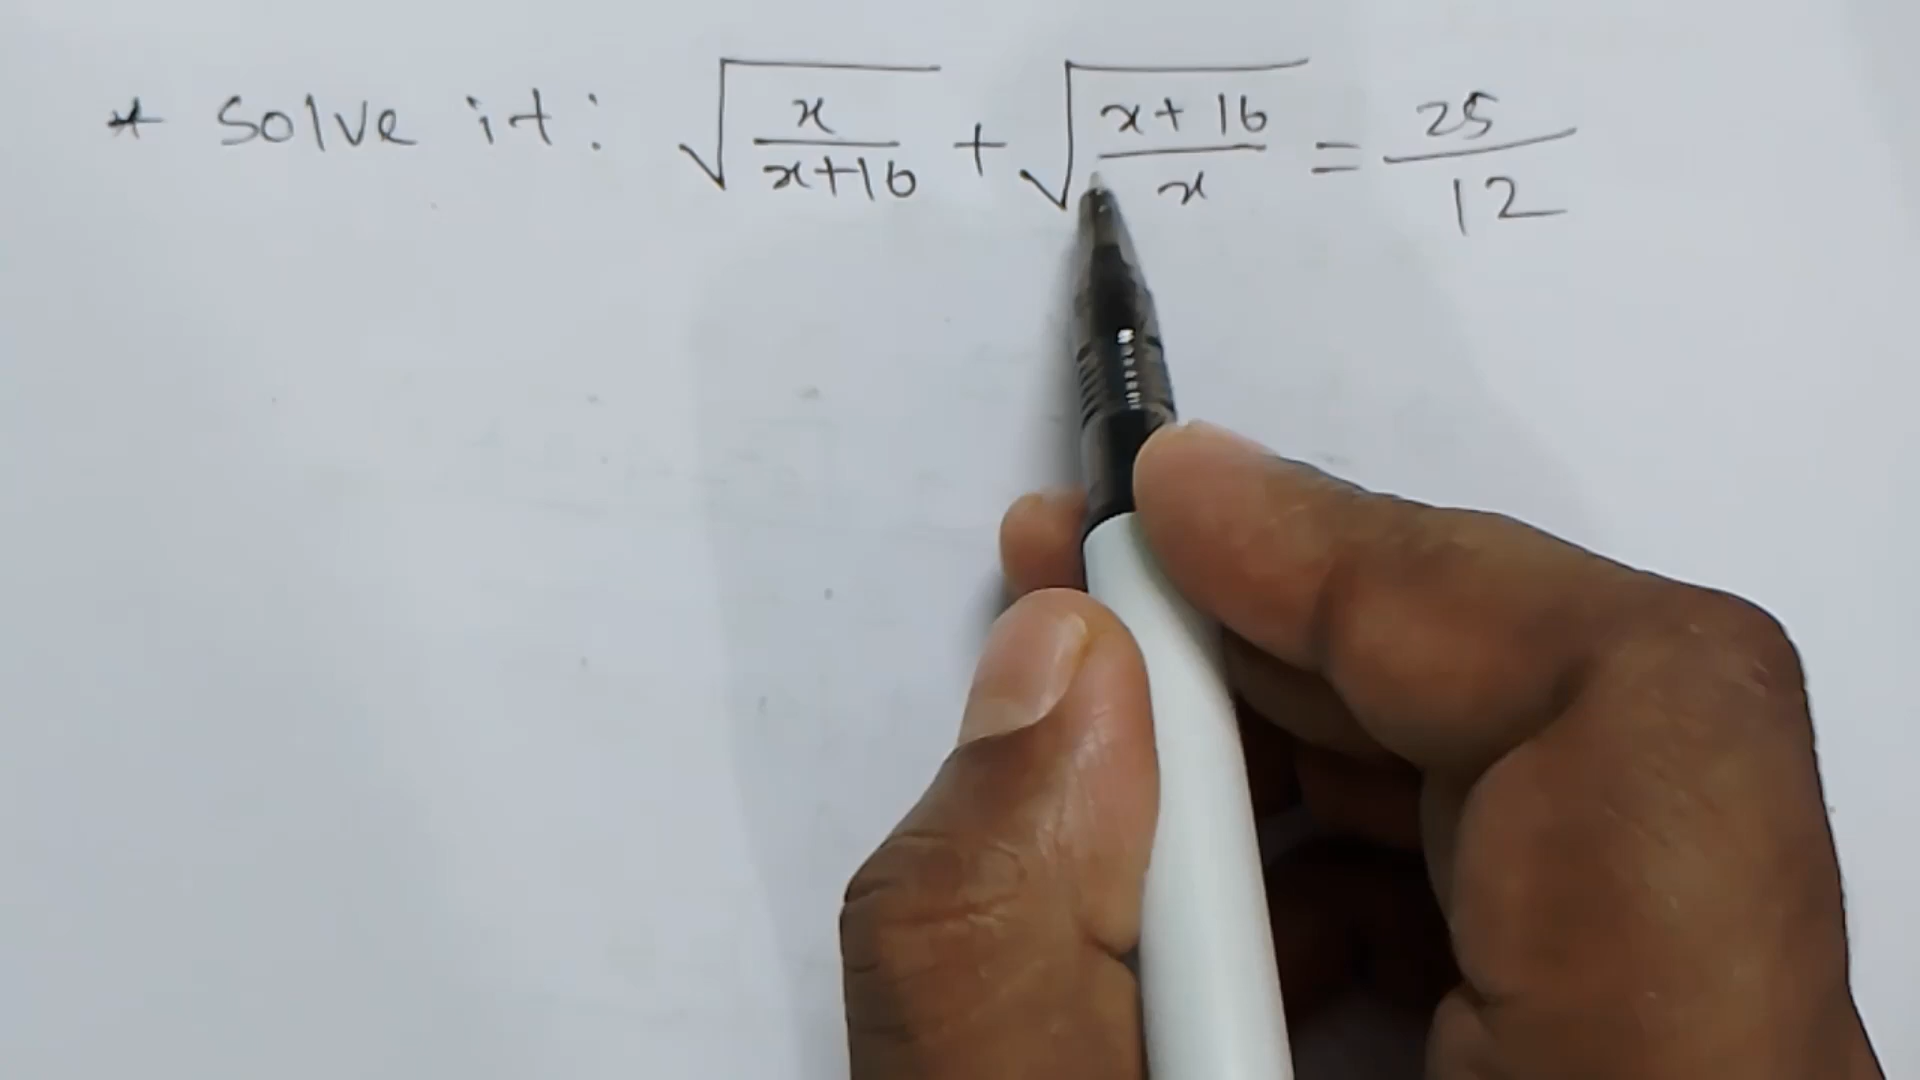 * Solve it: √(x/(x+16)) + √((x+16)/x) = 25/12